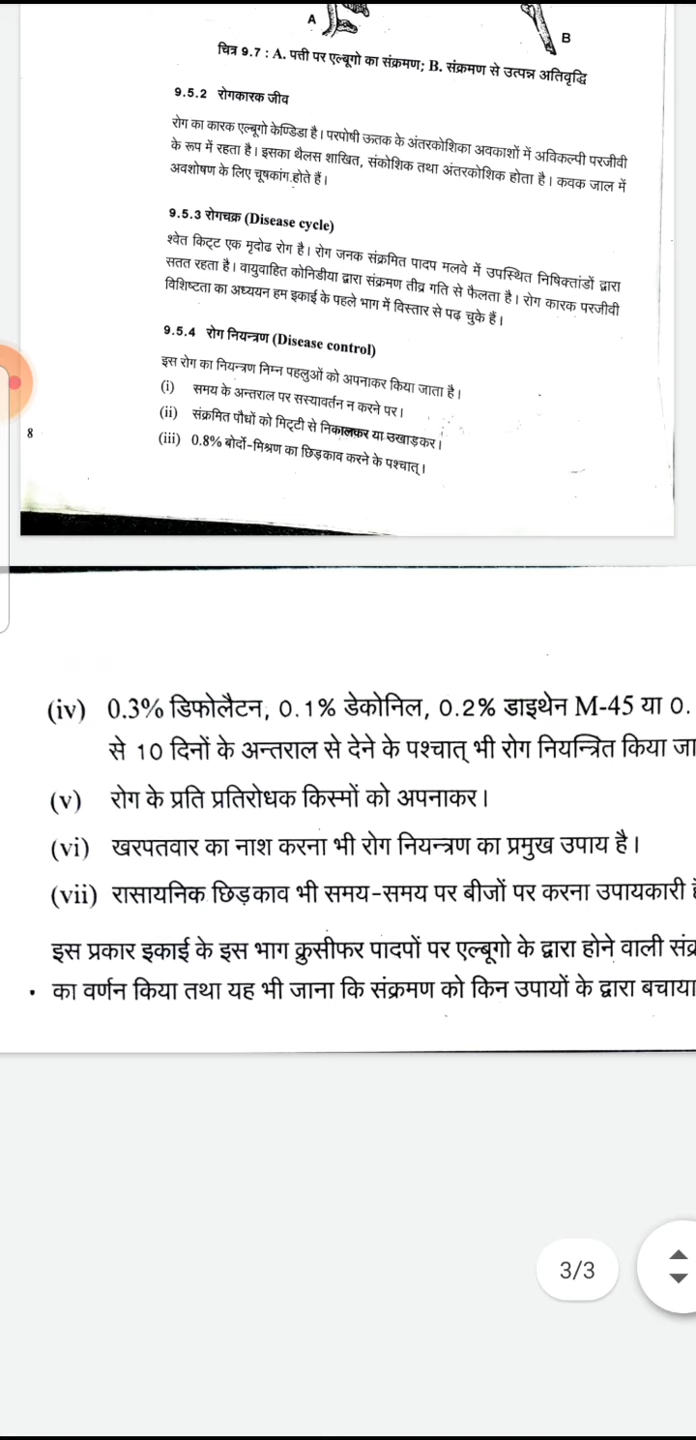 A
B
चित्र 9.7 : A. पत्ती पर एल्बूगो का संक्रमण; B. संक्रमण से उत्पन्न अतिवृद्धि
9.5.2 रोगकारक जीव
रोग का कारक एल्बूगो केण्डिडा है। परपोषी ऊतक के अंतरकोशिका अवकाशों में अविकल्पी परजीवी
के रूप में रहता है। इसका थैलस शाखित, संकोशिक तथा अंतरकोशिक होता है। कवक जाल में
अवशोषण के लिए चूषकांग होते हैं।
9.5.3 रोगचक्र (Disease cycle)
श्वेत किट्ट एक मृदोढ रोग है। रोग जनक संक्रमित पादप मलवे में उपस्थित निषिक्तांडों द्वारा
सतत रहता है। वायुवाहित कोनिडीया द्वारा संक्रमण तीव्र गति से फैलता है। रोग कारक परजीवी
विशिष्टता का अध्ययन हम इकाई के पहले भाग में विस्तार से पढ़ चुके हैं।
9.5.4 रोग नियन्त्रण (Disease control)
इस रोग का नियन्त्रण निम्न पहलुओं को अपनाकर किया जाता है।
(i) समय के अन्तराल पर सस्यावर्तन न करने पर।
(ii) संक्रमित पौधों को मिट्टी से निकालकर या उखाड़कर।
8
(iii) 0.8% बोर्दो-मिश्रण का छिड़काव करने के पश्चात्।
(iv) 0.3% डिफोलैटन, 0.1% डेकोनिल, 0.2% डाइथेन M-45 या 0.
से 10 दिनों के अन्तराल से देने के पश्चात् भी रोग नियन्त्रित किया जा
(v) रोग के प्रति प्रतिरोधक किस्मों को अपनाकर।
(vi) खरपतवार का नाश करना भी रोग नियन्त्रण का प्रमुख उपाय है।
(vii) रासायनिक छिड़काव भी समय-समय पर बीजों पर करना उपायकारी
इस प्रकार इकाई के इस भाग क्रुसीफर पादपों पर एल्बूगो के द्वारा होने वाली
का वर्णन किया तथा यह भी जाना कि संक्रमण को किन उपायों के द्वारा बचाया
3/3